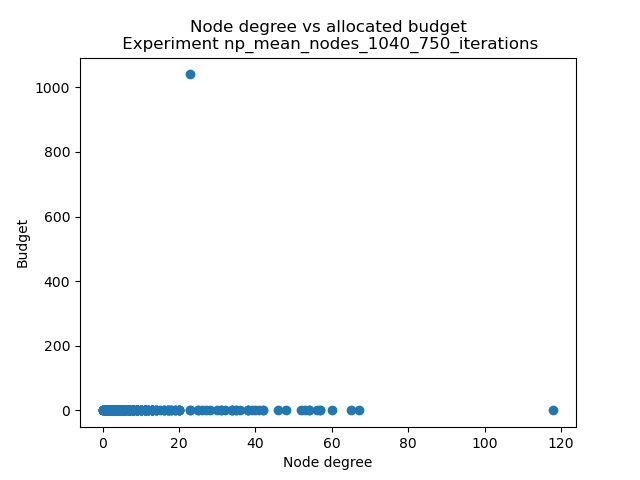 Node degree vs allocated budget
Experiment np_mean_nodes_1040_750_iterations
1000
800
600
400
200
0
Budget
0 20 40 60 80 100 120
Node degree